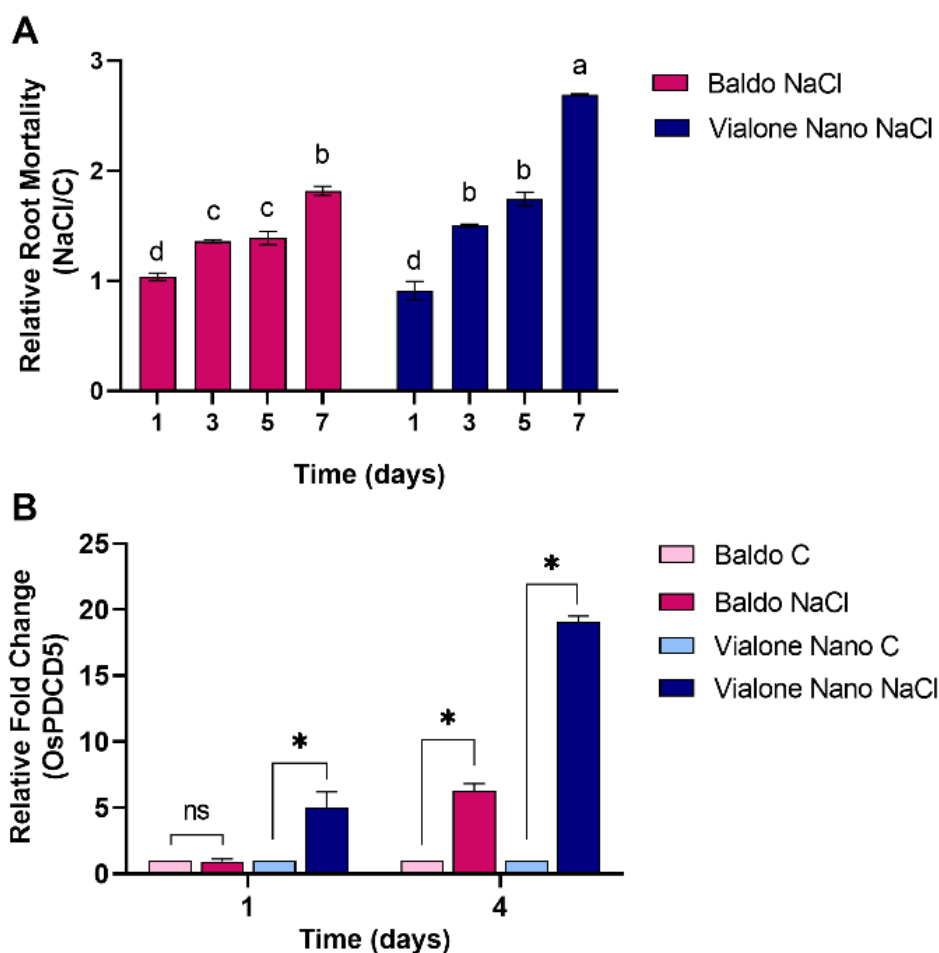 A
Relative Root Mortality
(NaCl/C)
3
2
1
0
d
c
c
b
d
b
b
a
1
3
5
7
1
3
5
7
Time (days)
Baldo NaCl
Vialone Nano NaCl
B
Relative Fold Change
(OsPDCD5)
25
20
15
10
5
0
ns
*
*
*
1
4
Time (days)
Baldo C
Baldo NaCl
Vialone Nano C
Vialone Nano NaCl